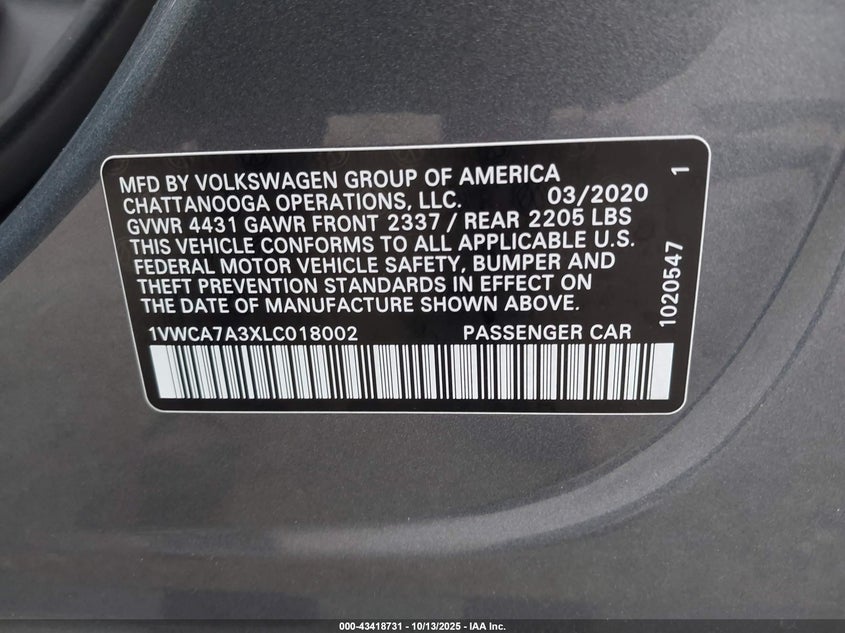 MFD BY VOLKSWAGEN GROUP OF AMERICA
CHATTANOOGA OPERATIONS, LLC. 03/2020
GVWR 4431 GAWR FRONT 2337 / REAR 2205 LBS
THIS VEHICLE CONFORMS TO ALL APPLICABLE U.S.
FEDERAL MOTOR VEHICLE SAFETY, BUMPER AND
THEFT PREVENTION STANDARDS IN EFFECT ON
THE DATE OF MANUFACTURE SHOWN ABOVE.
1VWCA7A3XLC018002 PASSENGER CAR
1020547 1
000-43418731 - 10/13/2025 - IAA Inc.